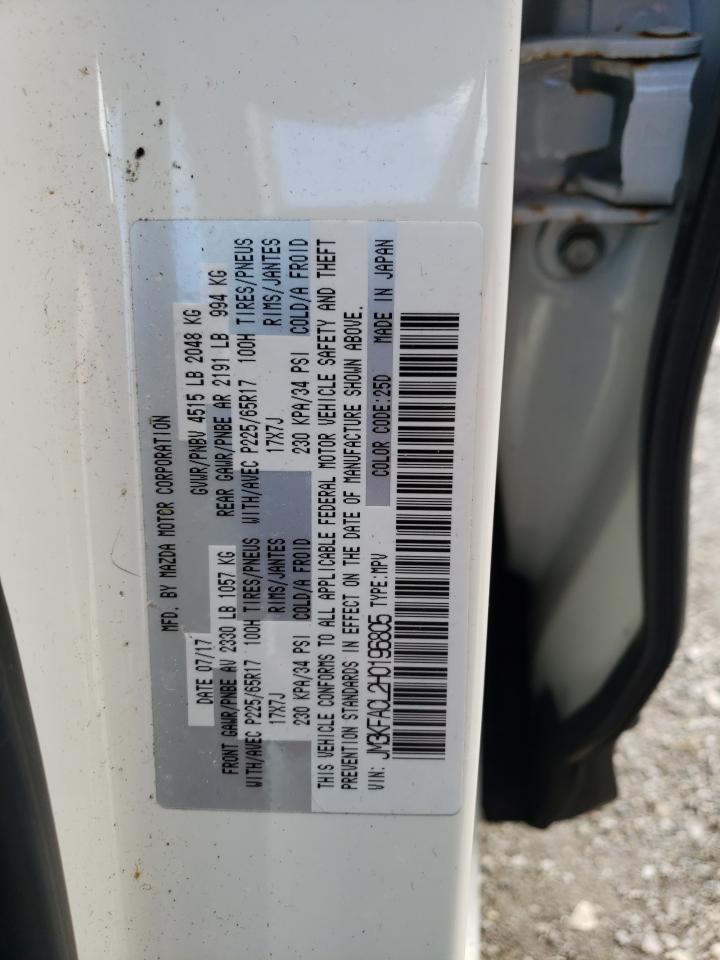 MFD. BY MAZDA MOTOR CORPORATION
DATE 07/17 GVWR/PNBV 4515 LB 2048 KG
FRONT GAWR/PNBE AV 2330 LB 1057 KG REAR GAWR/PNBE AR 2191 LB 994 KG
WITH/AVEC P225/65R17 100H TIRES/PNEUS WITH/AVEC P225/65R17 100H TIRES/PNEUS
17X7J RIMS/JANTES 17X7J RIMS/JANTES
230 KPA/34 PSI COLD/A FROID 230 KPA/34 PSI COLD/A FROID
THIS VEHICLE CONFORMS TO ALL APPLICABLE FEDERAL MOTOR VEHICLE SAFETY AND THEFT
PREVENTION STANDARDS IN EFFECT ON THE DATE OF MANUFACTURE SHOWN ABOVE.
VIN: JM3KFACL2H0196805 TYPE:MPV COLOR CODE:25D MADE IN JAPAN